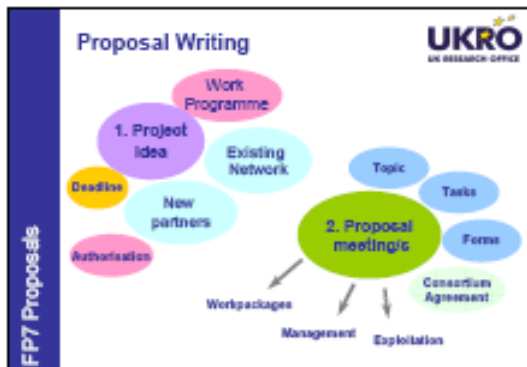 Proposal Writing
UKRO
UK RESEARCH OFFICE
Work
Programme
1. Project
Idea
Existing
Network
Deadline
New
partners
Authorisation
Topic
Tasks
2. Proposal
meeting/s
Forms
Consortium
Agreement
Workpackages
Management
Exploitation
FP7 Proposals